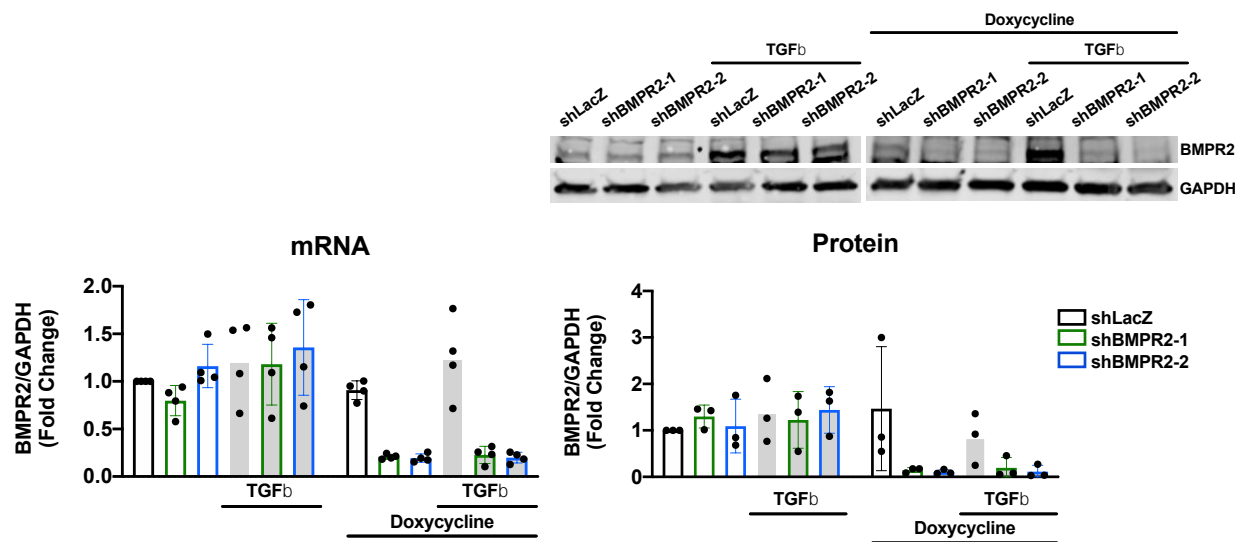 Doxycycline
TGFb
TGFb
shLacZ
shBMPR2-1
shBMPR2-2
shLacZ
shBMPR2-1
shBMPR2-2
shLacZ
shBMPR2-1
shBMPR2-2
shLacZ
shBMPR2-1
shBMPR2-2
BMPR2
GAPDH
mRNA
BMPR2/GAPDH
(Fold Change)
2.0
1.5
1.0
0.5
0.0
TGFb
TGFb
Doxycycline
Protein
BMPR2/GAPDH
(Fold Change)
4
3
2
1
0
TGFb
TGFb
Doxycycline
shLacZ
shBMPR2-1
shBMPR2-2